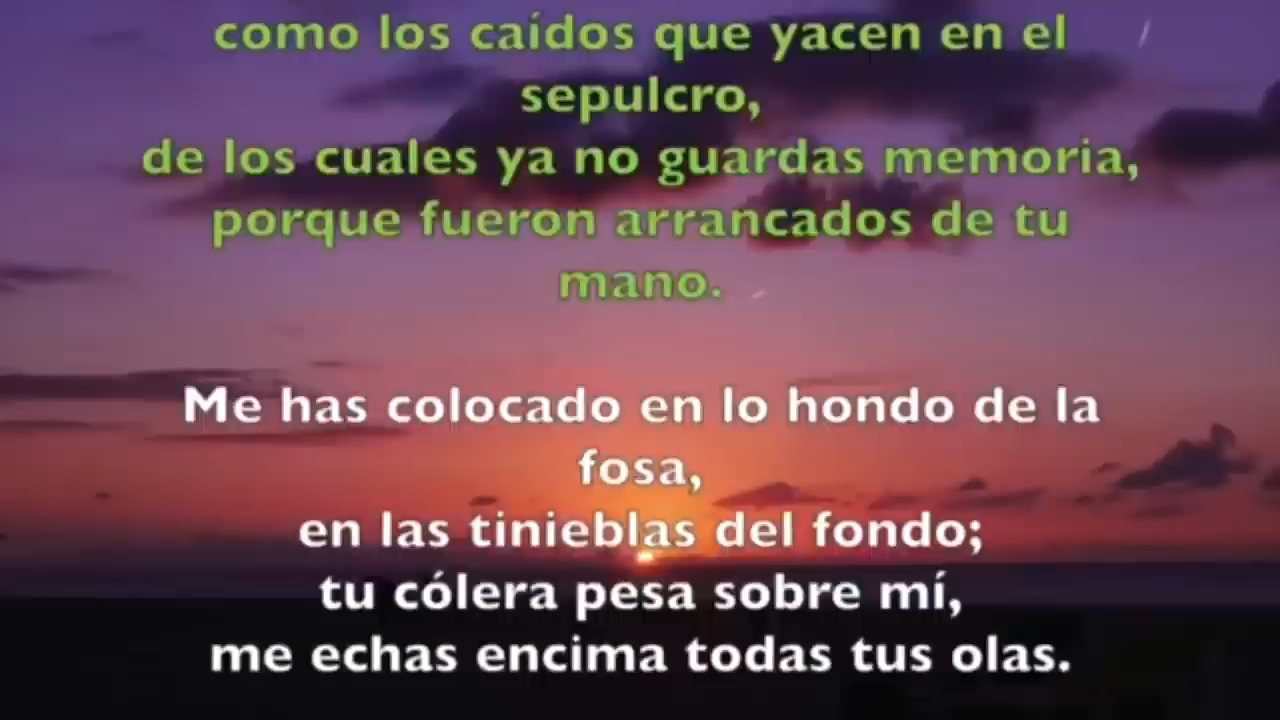 como los caídos que yacen en el
sepulcro,
de los cuales ya no guardas memoria,
porque fueron arrancados de tu
mano.
Me has colocado en lo hondo de la
fosa,
en las tinieblas del fondo;
tu cólera pesa sobre mí,
me echas encima todas tus olas.